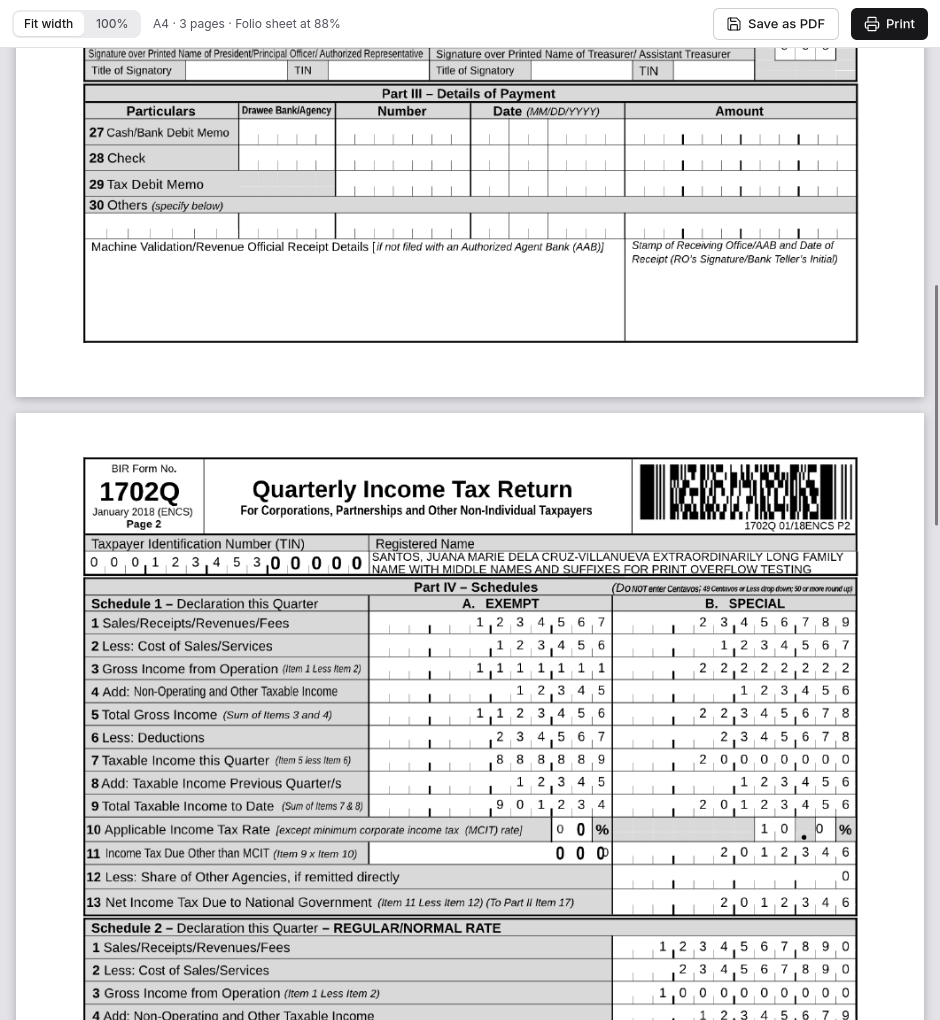 Fit width 100% A4 · 3 pages · Folio sheet at 88% Save as PDF Print
Signature over Printed Name of President/Principal Officer/ Authorized Representative Signature over Printed Name of Treasurer/ Assistant Treasurer
Title of Signatory TIN Title of Signatory TIN
Part III – Details of Payment
Particulars Drawee Bank/Agency Number Date (MM/DD/YYYY) Amount
27 Cash/Bank Debit Memo
28 Check
29 Tax Debit Memo
30 Others (specify below)
Machine Validation/Revenue Official Receipt Details [if not filed with an Authorized Agent Bank (AAB)] Stamp of Receiving Office/AAB and Date of
Receipt (RO's Signature/Bank Teller's Initial)
BIR Form No.
1702Q
January 2018 (ENCS)
Page 2
Quarterly Income Tax Return
For Corporations, Partnerships and Other Non-Individual Taxpayers
1702Q 01/18ENCS P2
Taxpayer Identification Number (TIN) Registered Name
0 0 0 1 2 3 4 5 3 0 0 0 0 0 SANTOS, JUANA MARIE DELA CRUZ-VILLANUEVA EXTRAORDINARILY LONG FAMILY
NAME WITH MIDDLE NAMES AND SUFFIXES FOR PRINT OVERFLOW TESTING
Part IV – Schedules (Do NOT enter Centavos; 49 Centavos or Less drop down; 50 or more round up)
Schedule 1 – Declaration this Quarter A. EXEMPT B. SPECIAL
1 Sales/Receipts/Revenues/Fees 1 2 3 4 5 6 7 2 3 4 5 6 7 8 9
2 Less: Cost of Sales/Services 1 2 3 4 5 6 1 2 3 4 5 6 7
3 Gross Income from Operation (Item 1 Less Item 2) 1 1 1 1 1 1 1 2 2 2 2 2 2 2 2
4 Add: Non-Operating and Other Taxable Income 1 2 3 4 5 1 2 3 4 5 6
5 Total Gross Income (Sum of Items 3 and 4) 1 1 2 3 4 5 6 2 2 3 4 5 6 7 8
6 Less: Deductions 2 3 4 5 6 7 2 3 4 5 6 7 8
7 Taxable Income this Quarter (Item 5 less Item 6) 8 8 8 8 8 9 2 0 0 0 0 0 0 0
8 Add: Taxable Income Previous Quarter/s 1 2 3 4 5 1 2 3 4 5 6
9 Total Taxable Income to Date (Sum of Items 7 & 8) 9 0 1 2 3 4 2 0 1 2 3 4 5 6
10 Applicable Income Tax Rate [except minimum corporate income tax (MCIT) rate] 0 0 % 1 0 . 0 %
11 Income Tax Due Other than MCIT (Item 9 x Item 10) 0 0 0 2 0 1 2 3 4 6
12 Less: Share of Other Agencies, if remitted directly 0
13 Net Income Tax Due to National Government (Item 11 Less Item 12) (To Part II Item 17) 2 0 1 2 3 4 6
Schedule 2 – Declaration this Quarter – REGULAR/NORMAL RATE
1 Sales/Receipts/Revenues/Fees 1 2 3 4 5 6 7 8 9 0
2 Less: Cost of Sales/Services 2 3 4 5 6 7 8 9 0
3 Gross Income from Operation (Item 1 Less Item 2) 1 0 0 0 0 0 0 0 0 0
4 Add: Non-Operating and Other Taxable Income 1 2 3 4 5 6 7 9